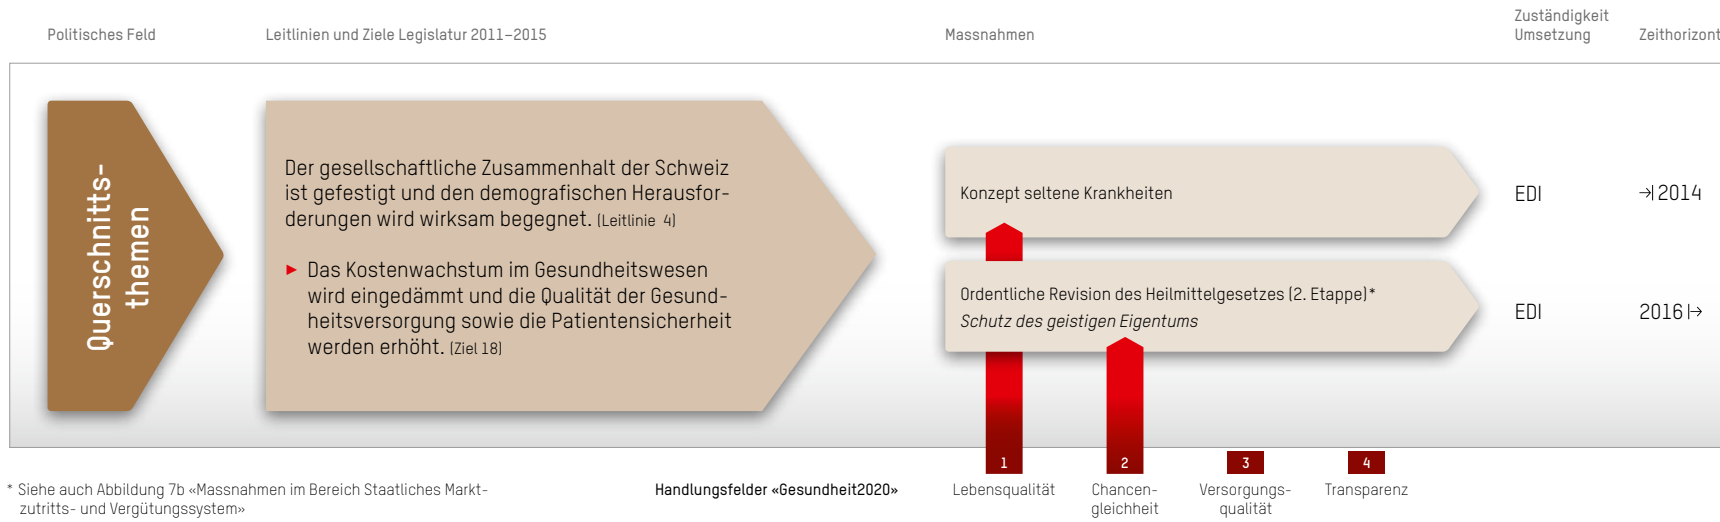 Politisches Feld
Leitlinien und Ziele Legislatur 2011–2015
Massnahmen
Zuständigkeit
Umsetzung
Zeithorizont
Querschnitts-
themen
Der gesellschaftliche Zusammenhalt der Schweiz
ist gefestigt und den demografischen Herausfor-
derungen wird wirksam begegnet. (Leitlinie 4)
► Das Kostenwachstum im Gesundheitswesen
wird eingedämmt und die Qualität der Gesund-
heitsversorgung sowie die Patientensicherheit
werden erhöht. (Ziel 18)
Konzept seltene Krankheiten
EDI
→| 2014
Ordentliche Revision des Heilmittelgesetzes (2. Etappe)*
Schutz des geistigen Eigentums
EDI
2016 |→
* Siehe auch Abbildung 7b «Massnahmen im Bereich Staatliches Markt-
zutritts- und Vergütungssystem»
Handlungsfelder «Gesundheit2020»
1
Lebensqualität
2
Chancen-
gleichheit
3
Versorgungs-
qualität
4
Transparenz